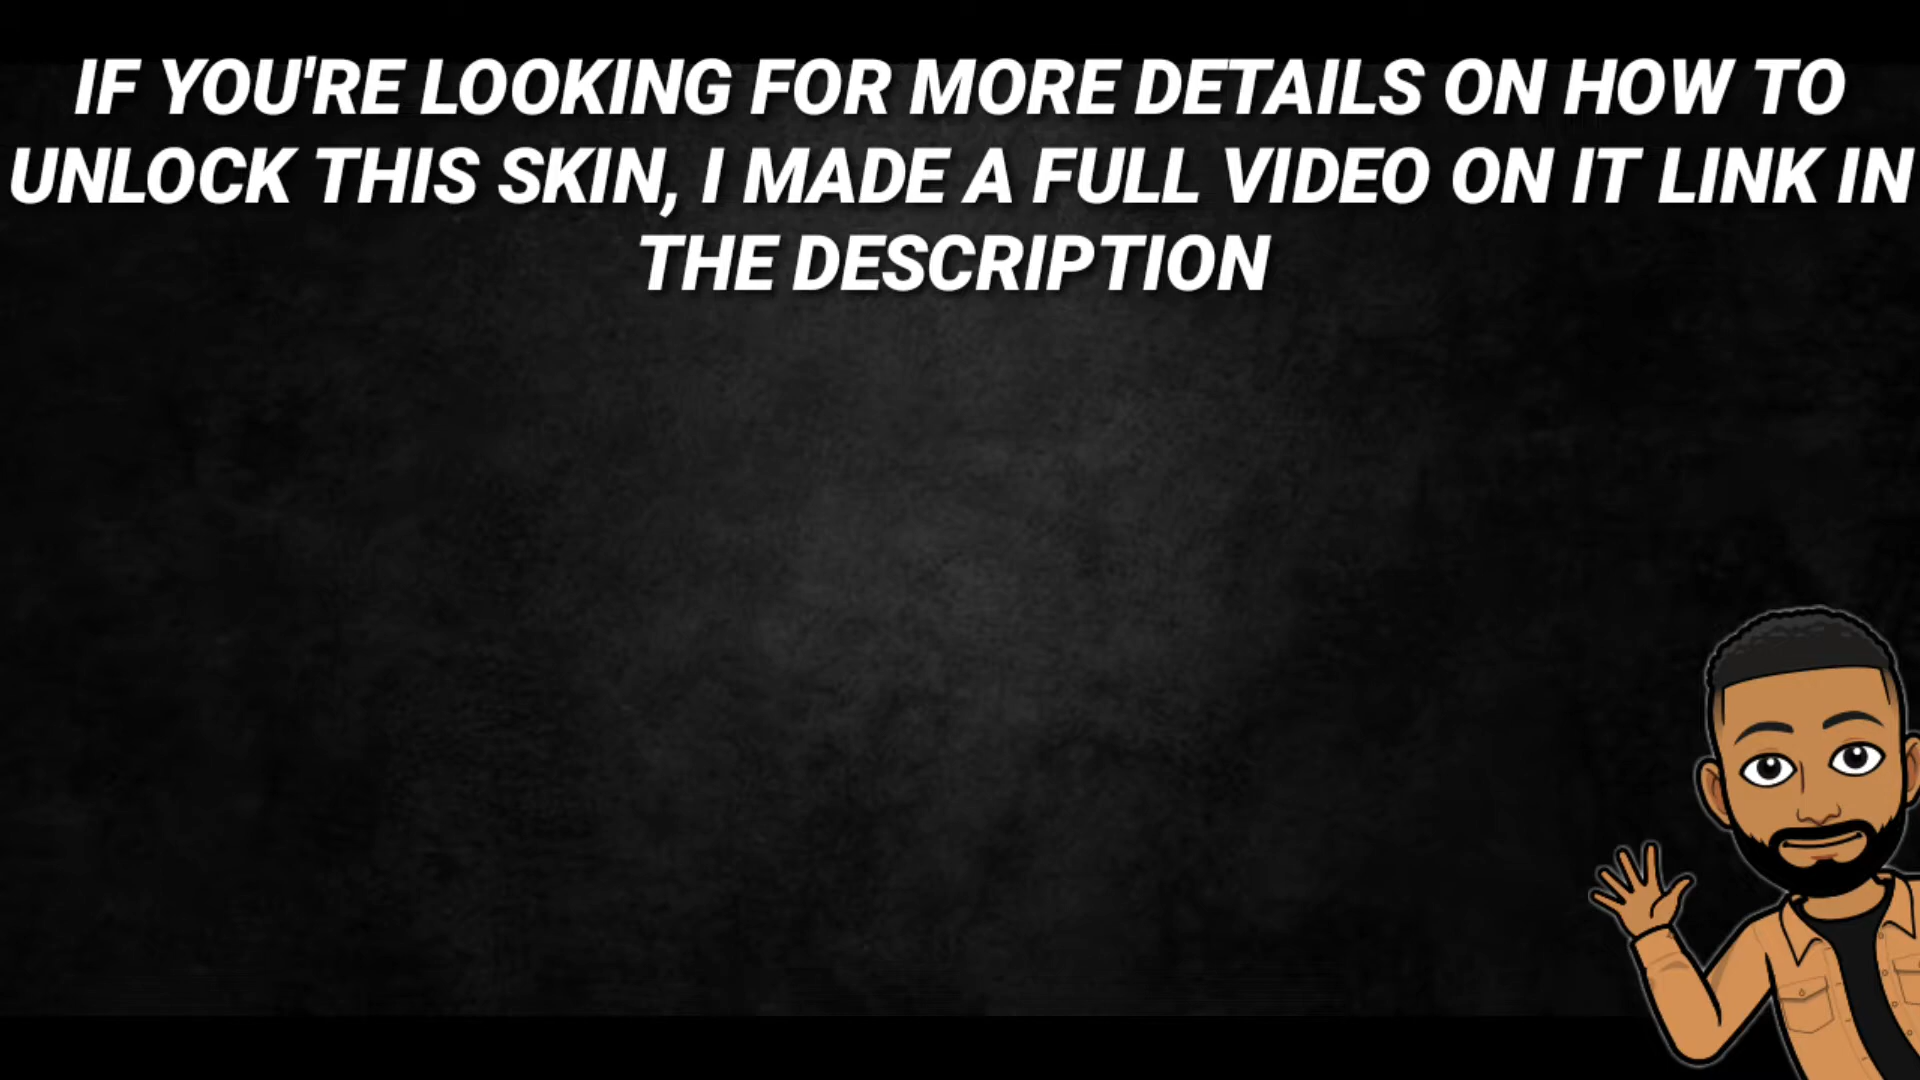 IF YOU'RE LOOKING FOR MORE DETAILS ON HOW TO
UNLOCK THIS SKIN, I MADE A FULL VIDEO ON IT LINK IN
THE DESCRIPTION